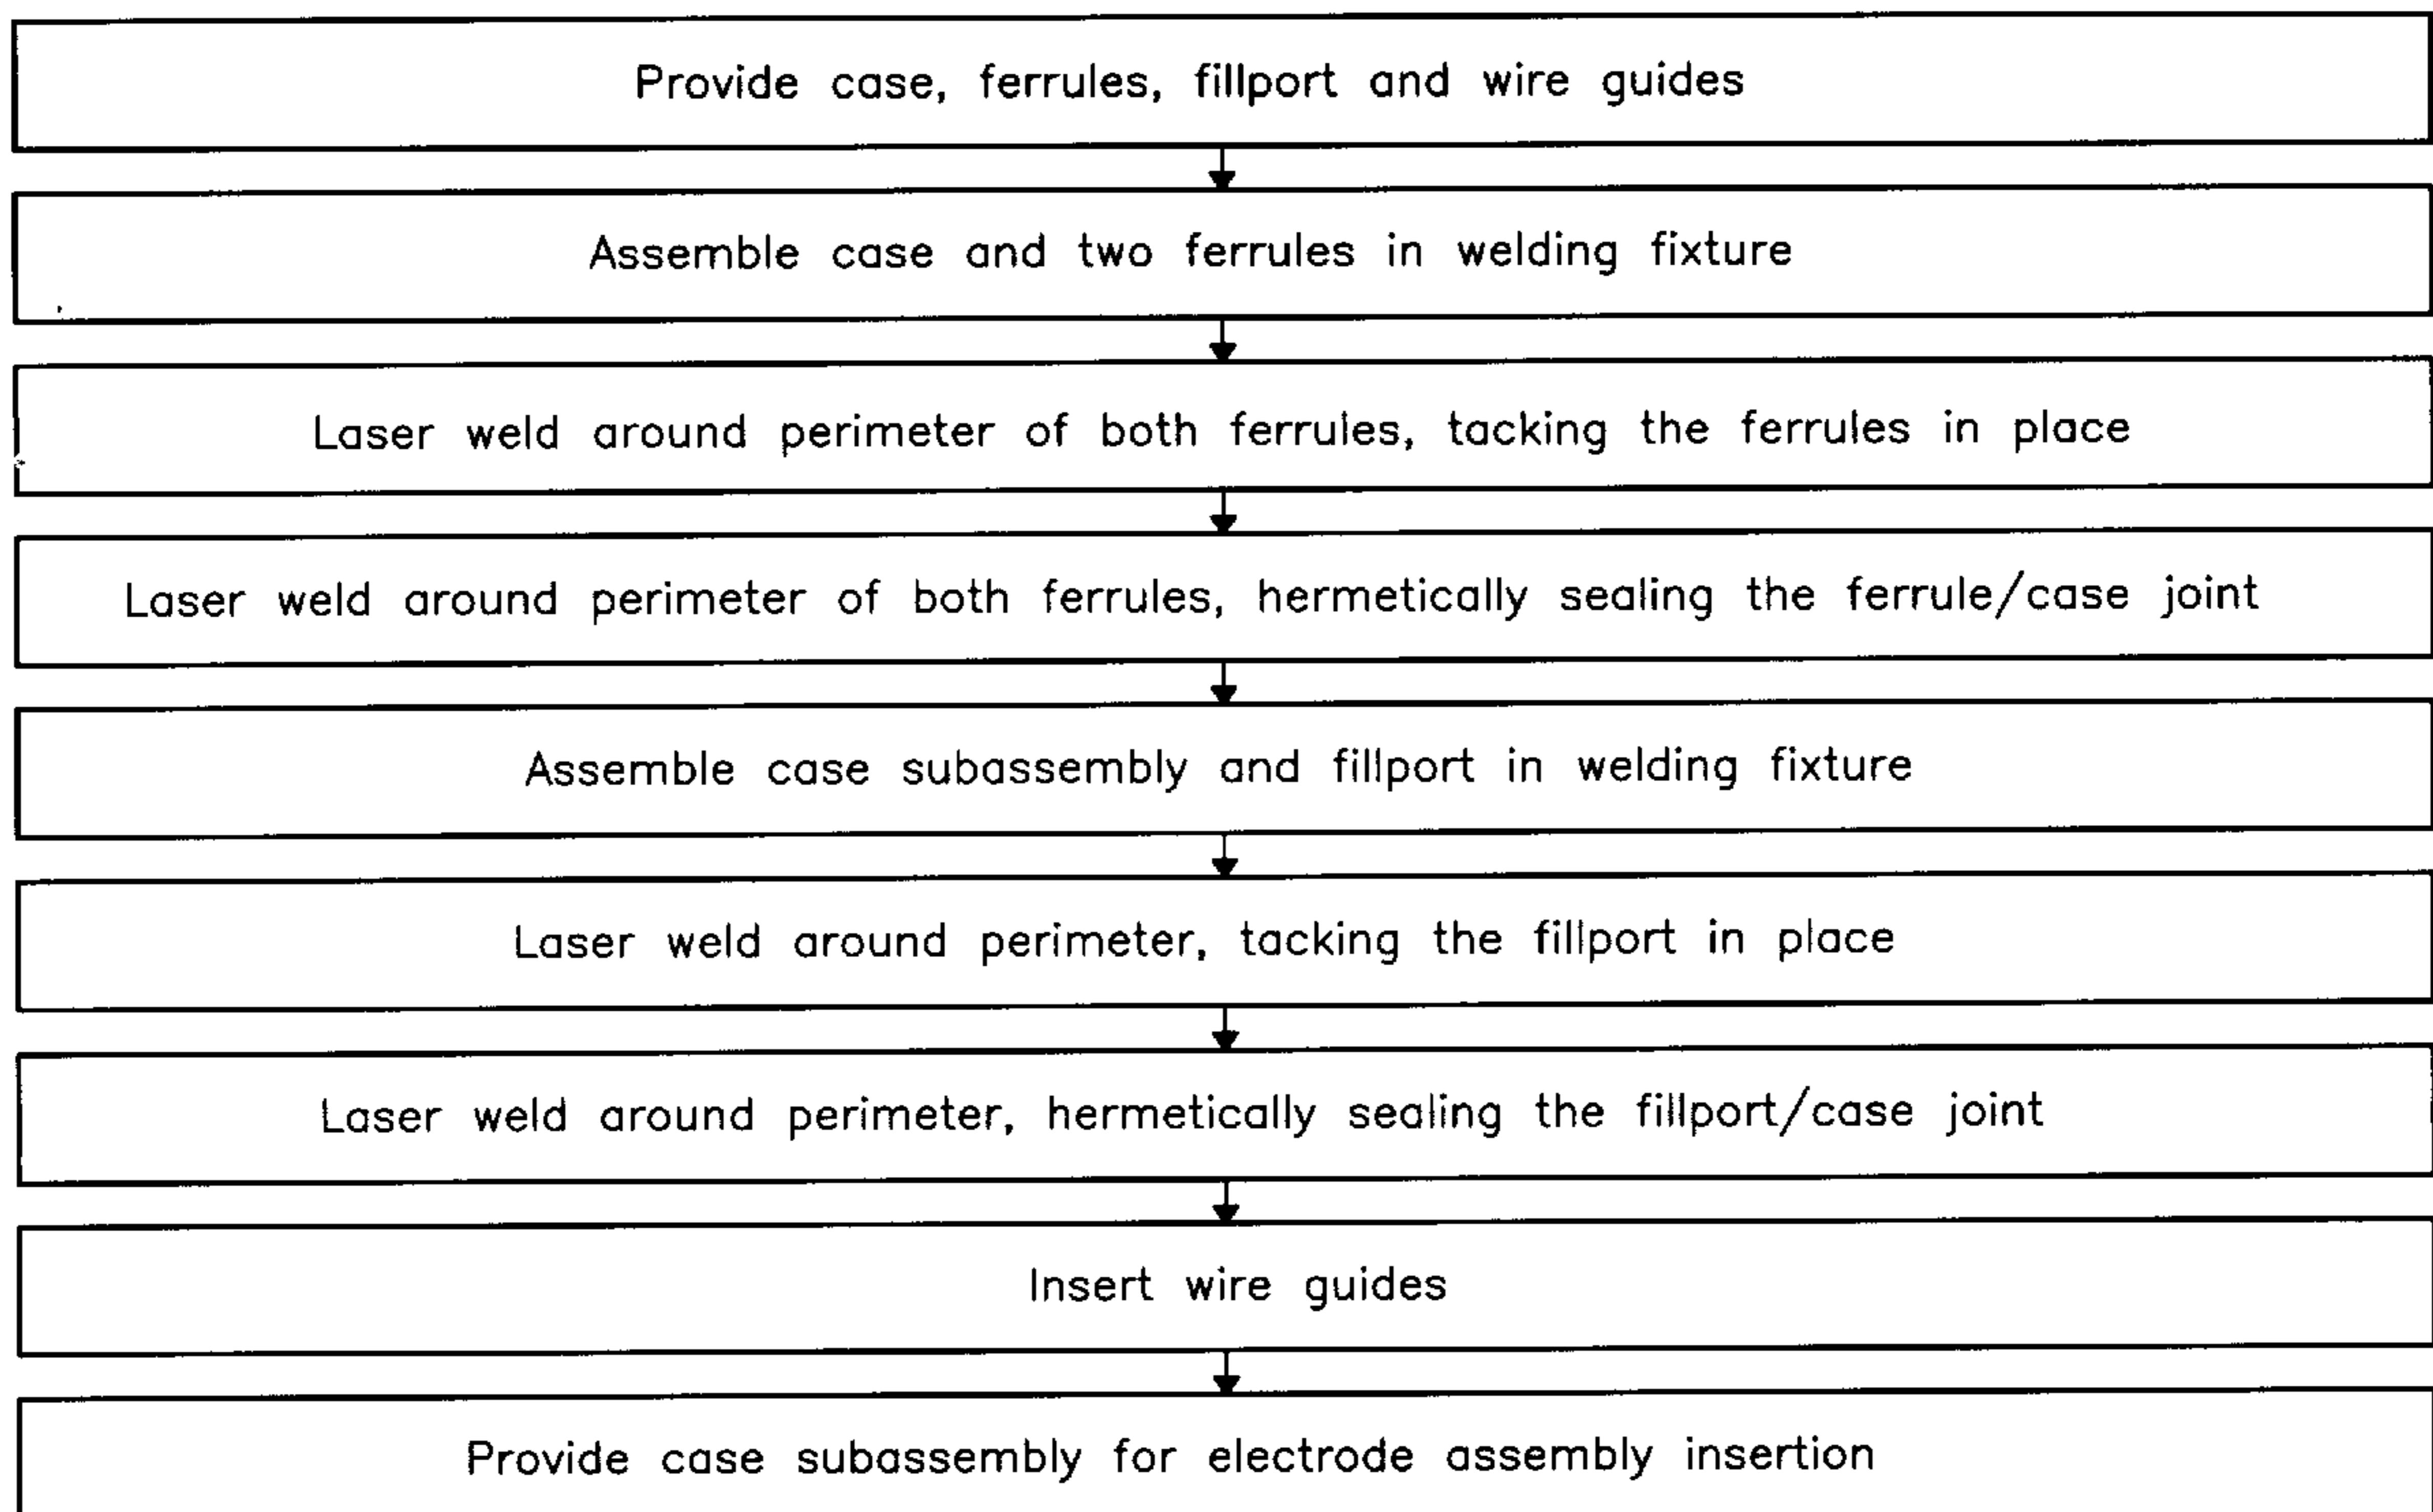 Provide case, ferrules, fillport and wire guides
Assemble case and two ferrules in welding fixture
Laser weld around perimeter of both ferrules, tacking the ferrules in place
Laser weld around perimeter of both ferrules, hermetically sealing the ferrule/case joint
Assemble case subassembly and fillport in welding fixture
Laser weld around perimeter, tacking the fillport in place
Laser weld around perimeter, hermetically sealing the fillport/case joint
Insert wire guides
Provide case subassembly for electrode assembly insertion